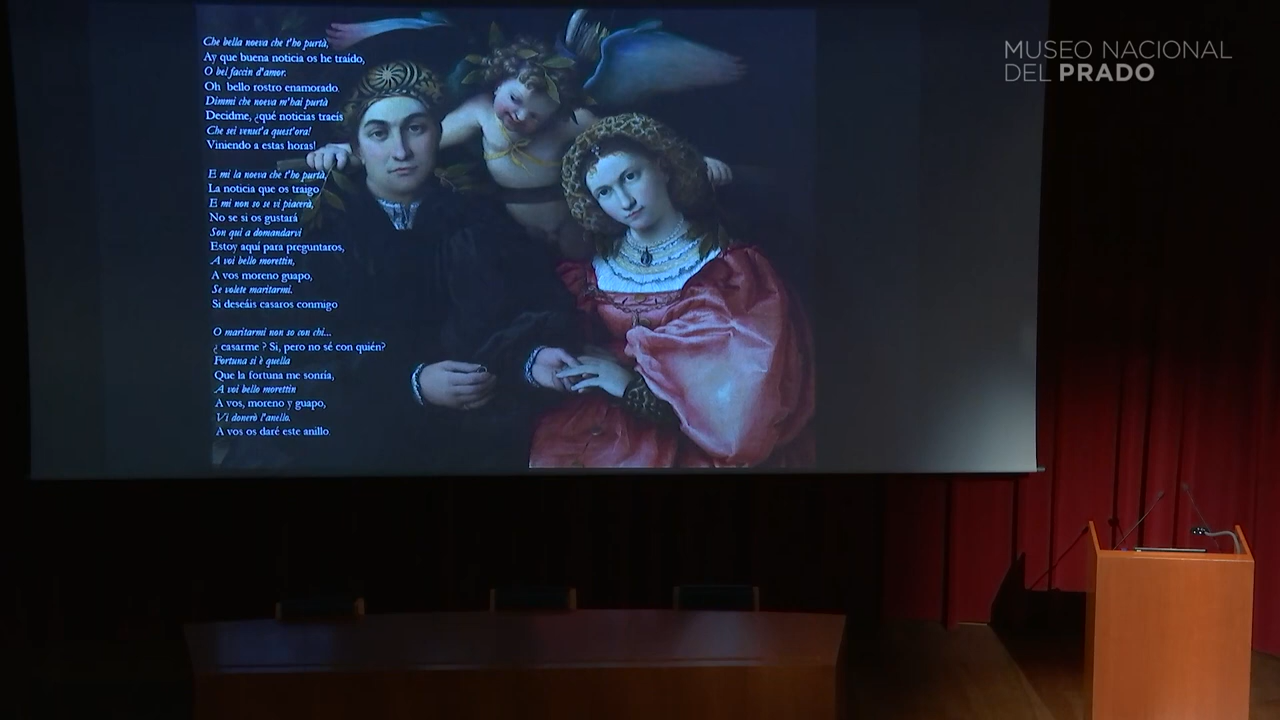 MUSEO NACIONAL
DEL PRADO
Che bella noeva che t'ho purtà,
Ay que buena noticia os he traído,
O bel faccin d'amor.
Oh bello rostro enamorado.
Dimmi che noeva m'hai purtà
Decidme, ¿qué noticias traeis
Che sei venut'a quest'ora!
Viniendo a estas horas!
E mi la noeva che t'ho purtà,
La noticia que os traigo
E mi non so se vi piacerà,
No se si os gustará
Son qui a domandarvi
Estoy aquí para preguntaros,
A voi bello morettin,
A vos moreno guapo,
Se volete maritarmi.
Si deseáis casaros conmigo
O maritarmi non so con chi...
¿ casarme ? Si, pero no sé con quién?
Fortuna si è quella
Que la fortuna me sonría,
A voi bello morettin
A vos, moreno y guapo,
Vi donerò l'anello.
A vos os daré este anillo.